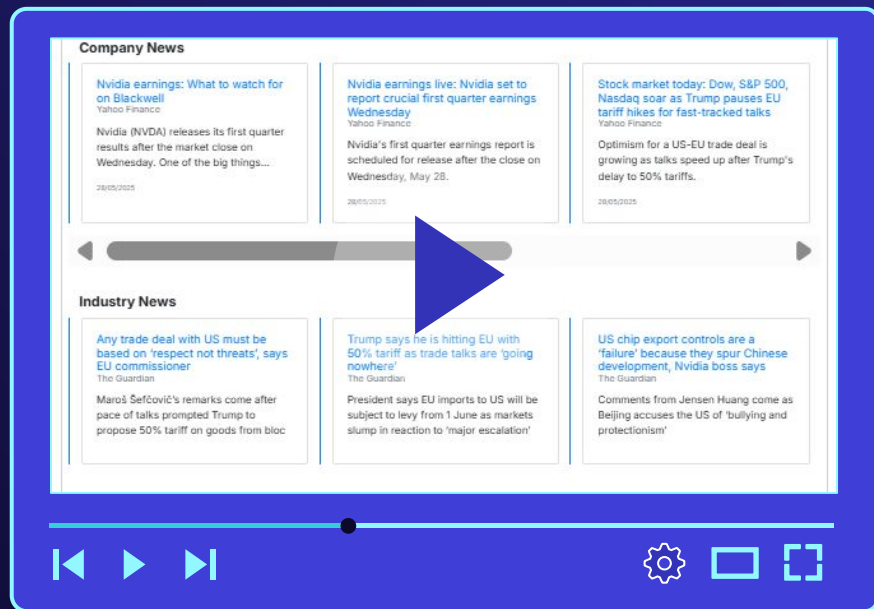 Company News
Nvidia earnings: What to watch for
on Blackwell
Yahoo Finance
Nvidia (NVDA) releases its first quarter
results after the market close on
Wednesday. One of the big things...
28/05/2025
Nvidia earnings live: Nvidia set to
report crucial first quarter earnings
Wednesday
Yahoo Finance
Nvidia's first quarter earnings report is
scheduled for release after the close on
Wednesday, May 28.
28/05/2025
Stock market today: Dow, S&P 500,
Nasdaq soar as Trump pauses EU
tariff hikes for fast-tracked talks
Yahoo Finance
Optimism for a US-EU trade deal is
growing as talks speed up after Trump's
delay to 50% tariffs.
28/05/2025
Industry News
Any trade deal with US must be
based on ‘respect not threats’, says
EU commissioner
The Guardian
Maroš Šefčovič’s remarks come after
pace of talks prompted Trump to
propose 50% tariff on goods from bloc
Trump says he is hitting EU with
50% tariff as trade talks are ‘going
nowhere’
The Guardian
President says EU imports to US will be
subject to levy from 1 June as markets
slump in reaction to ‘major escalation’
US chip export controls are a
‘failure’ because they spur Chinese
development, Nvidia boss says
The Guardian
Comments from Jensen Huang come as
Beijing accuses the US of ‘bullying and
protectionism’